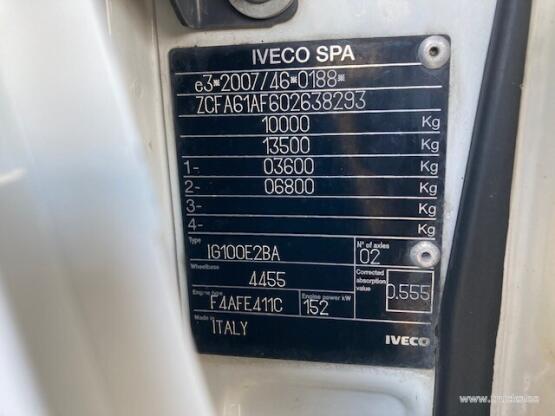 IVECO SPA
e3*2007/46*0188*
ZCFA61AF602638293
10000 Kg
13500 Kg
1- 03600 Kg
2- 06800 Kg
3- Kg
4- Kg
Type IG100E2BA N° of axles 02
Wheelbase 4455 Corrected absorption value 0.555
Engine type F4AFE411C Engine power kW 152
Made in ITALY IVECO